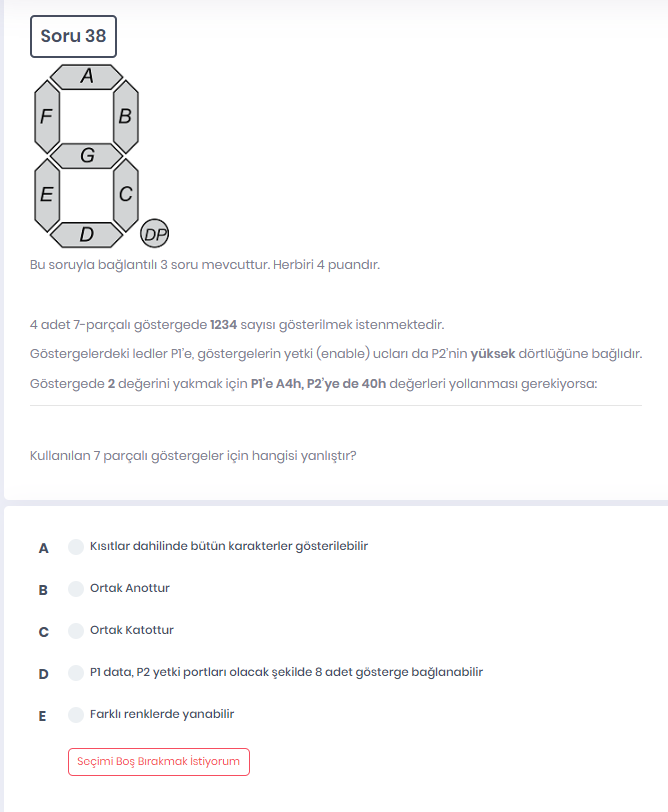 Soru 38
A
F
B
G
E
C
D
DP
Bu soruyla bağlantılı 3 soru mevcuttur. Herbiri 4 puandır.
4 adet 7-parçalı göstergede 1234 sayısı gösterilmek istenmektedir.
Göstergelerdeki ledler P1'e, göstergelerin yetki (enable) ucları da P2'nin yüksek dörtlüğüne bağlıdır.
Göstergede 2 değerini yakmak için P1'e A4h, P2'ye de 40h değerleri yollanması gerekiyorsa:
Kullanılan 7 parçalı göstergeler için hangisi yanlıştır?
A Kısıtlar dahilinde bütün karakterler gösterilebilir
B Ortak Anottur
C Ortak Katottur
D P1 data, P2 yetki portları olacak şekilde 8 adet gösterge bağlanabilir
E Farklı renklerde yanabilir
Seçimi Boş Bırakmak İstiyorum